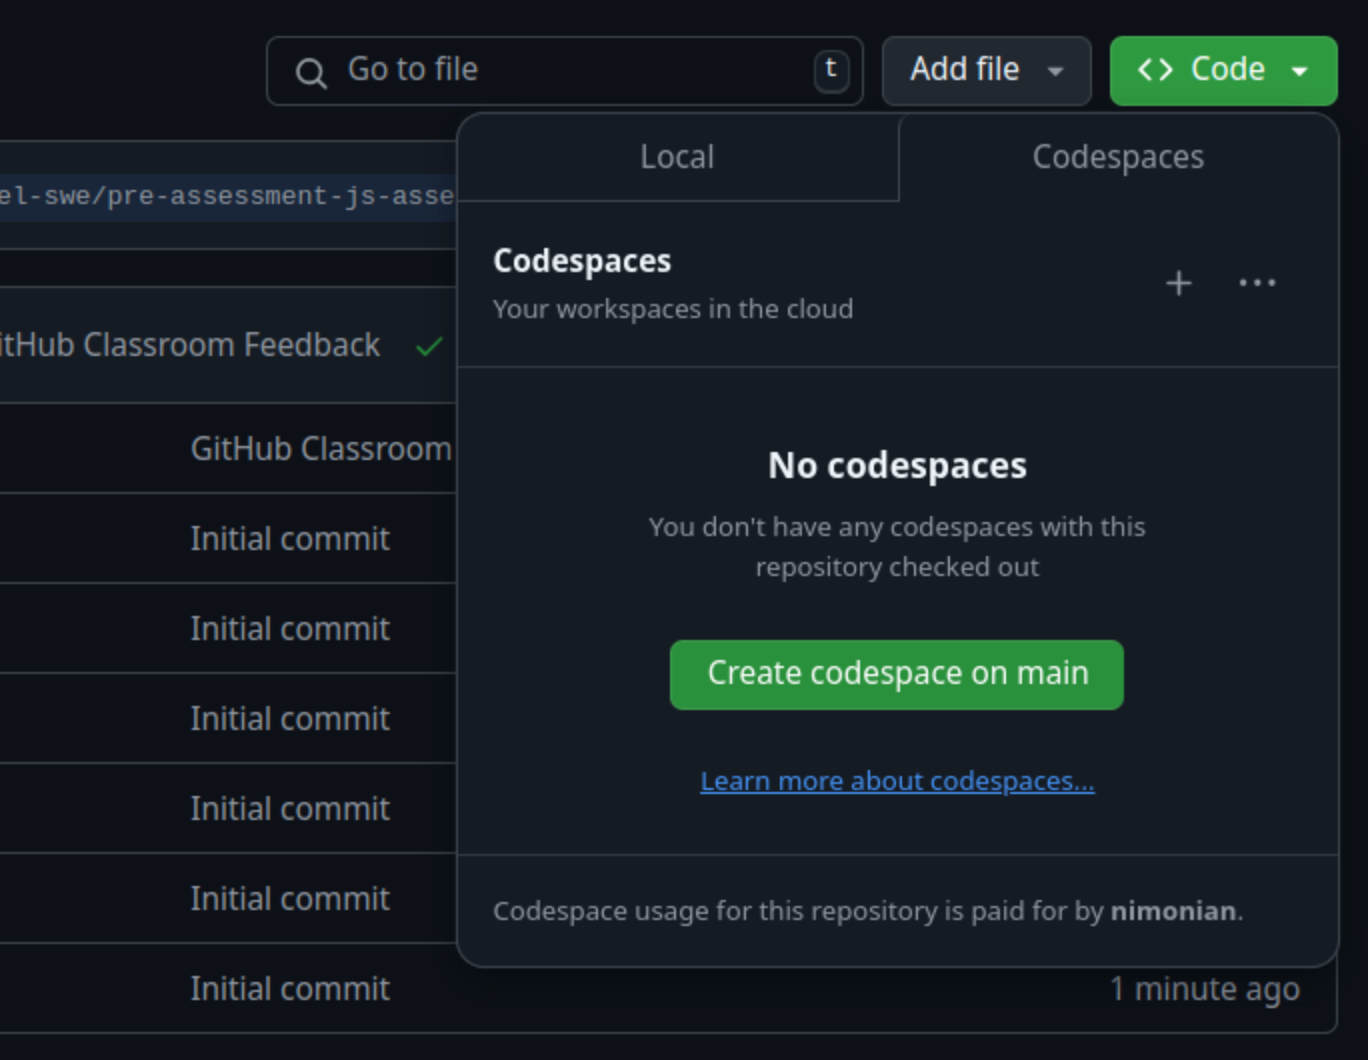 Go to file
t
Add file
Code
Local
Codespaces
el-swe/pre-assessment-js-asse
Codespaces
Your workspaces in the cloud
itHub Classroom Feedback
GitHub Classroom
No codespaces
Initial commit
You don't have any codespaces with this
repository checked out
Initial commit
Create codespace on main
Initial commit
Learn more about codespaces...
Initial commit
Initial commit
Codespace usage for this repository is paid for by nimonian.
Initial commit
1 minute ago